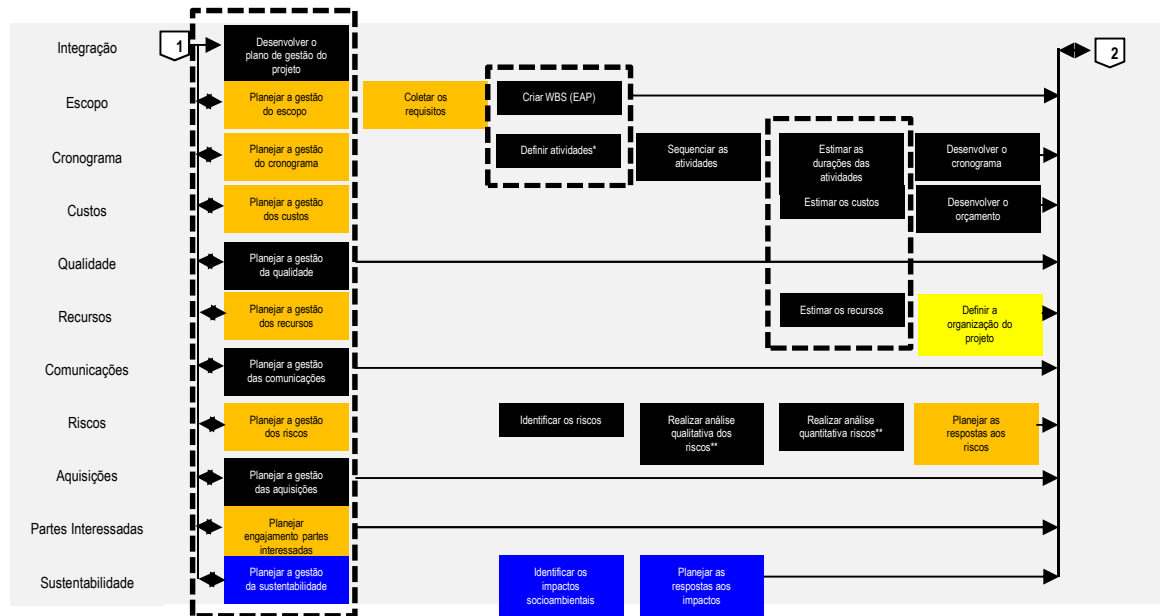 Integração
1
Desenvolver o
plano de gestão do
projeto
2
Escopo
Planejar a gestão
do escopo
Coletar os
requisitos
Criar WBS (EAP)
Cronograma
Planejar a gestão
do cronograma
Definir atividades*
Sequenciar as
atividades
Estimar as
durações das
atividades
Desenvolver o
cronograma
Custos
Planejar a gestão
dos custos
Estimar os custos
Desenvolver o
orçamento
Qualidade
Planejar a gestão
da qualidade
Recursos
Planejar a gestão
dos recursos
Estimar os recursos
Definir a
organização do
projeto
Comunicações
Planejar a gestão
das comunicações
Riscos
Planejar a gestão
dos riscos
Identificar os riscos
Realizar análise
qualitativa dos
riscos**
Realizar análise
quantitativa riscos**
Planejar as
respostas aos
riscos
Aquisições
Planejar a gestão
das aquisições
Partes Interessadas
Planejar
engajamento partes
interessadas
Sustentabilidade
Planejar a gestão
da sustentabilidade
Identificar os
impactos
socioambientais
Planejar as
respostas aos
impactos